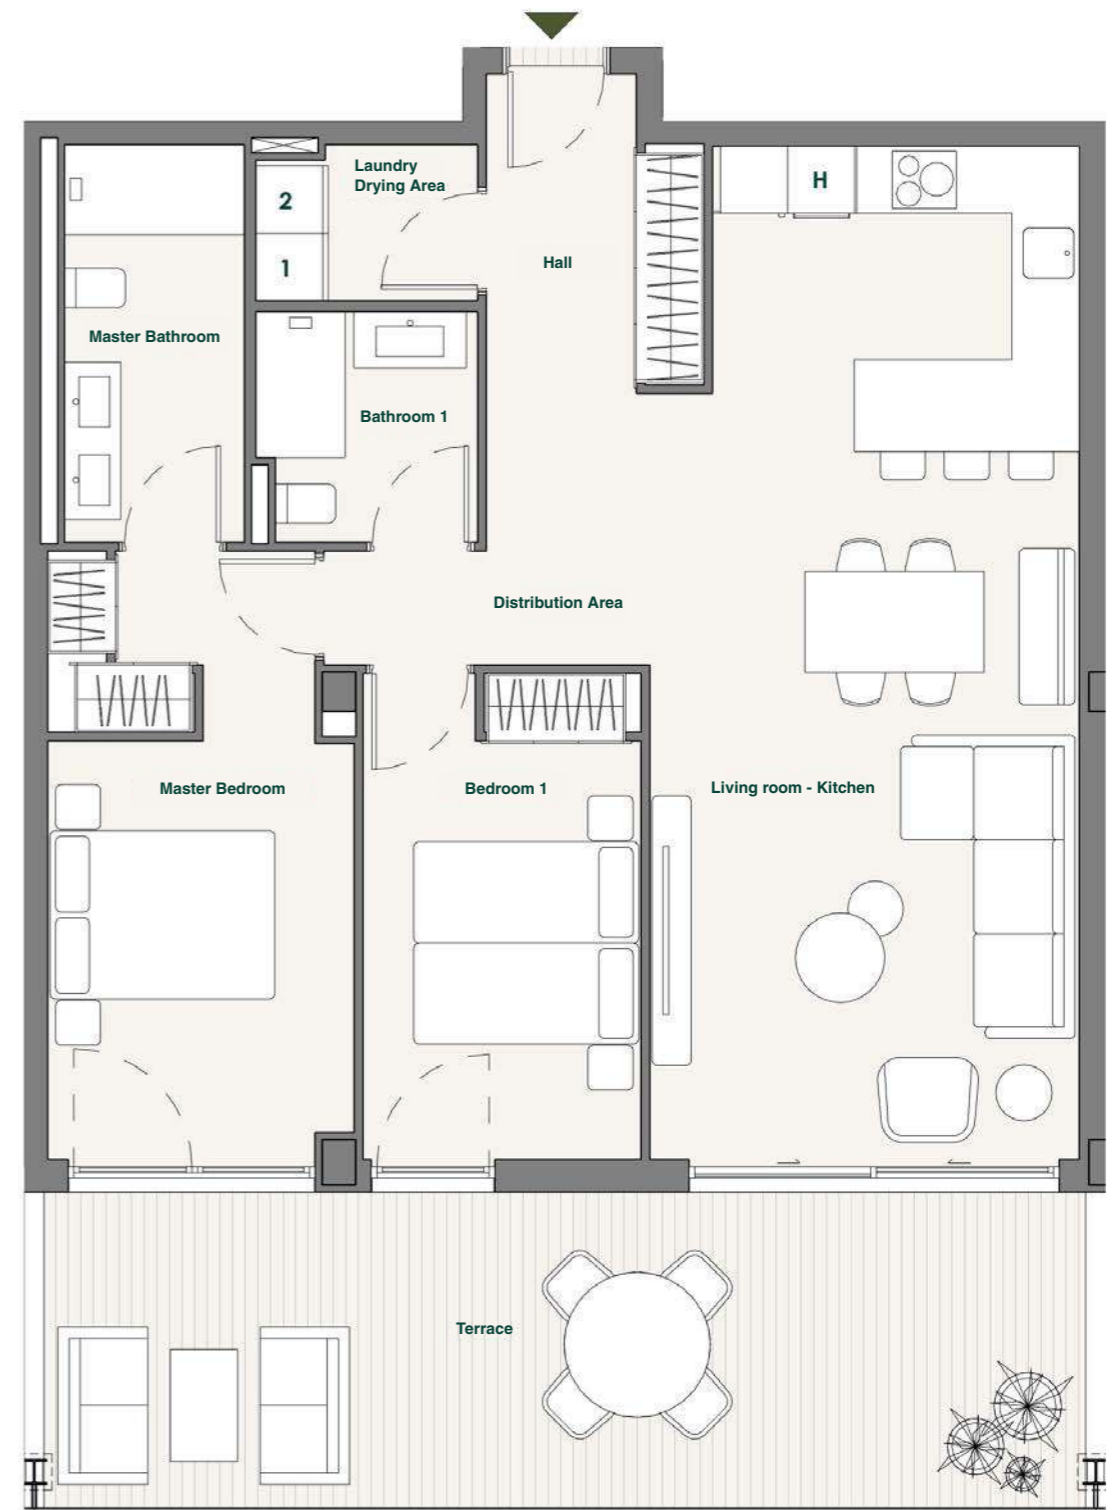 Laundry
Drying Area
H
2
1
Hall
Master Bathroom
Bathroom 1
Distribution Area
Master Bedroom
Bedroom 1
Living room - Kitchen
Terrace